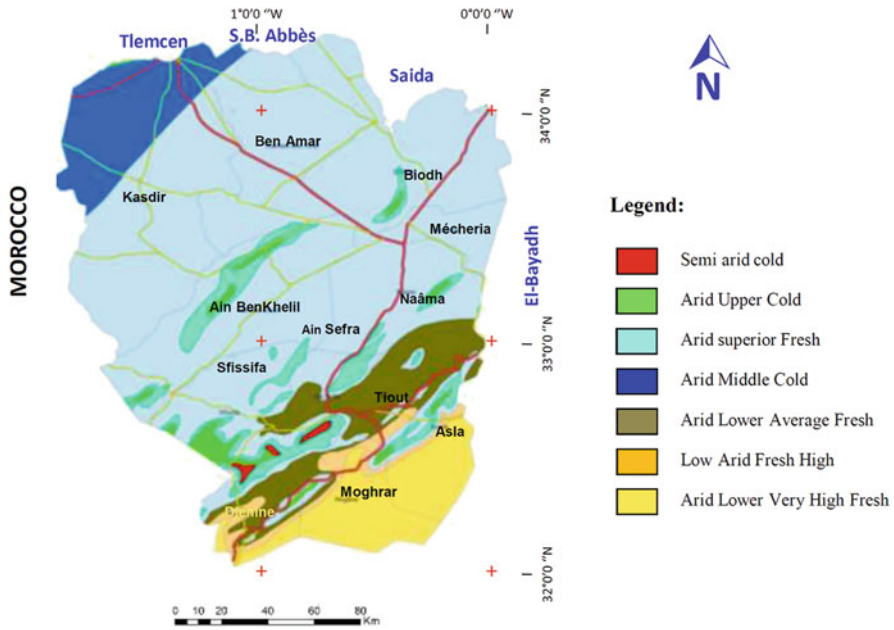 1°0'0 "W
0°0'0 "W
Tlemcen
S.B. Abbès
Saida
N
34°0'0 "N
Ben Amar
Biodh
Kasdir
MOROCCO
Mécheria
El-Bayadh
Ain BenKhelil
Naâma
Ain Sefra
33°0'0 "N
Sfissifa
Tiout
Asla
Moghrar
Djenine
32°0'0 "N
0 10 20 40 60 80
Km
Legend:
Semi arid cold
Arid Upper Cold
Arid superior Fresh
Arid Middle Cold
Arid Lower Average Fresh
Low Arid Fresh High
Arid Lower Very High Fresh